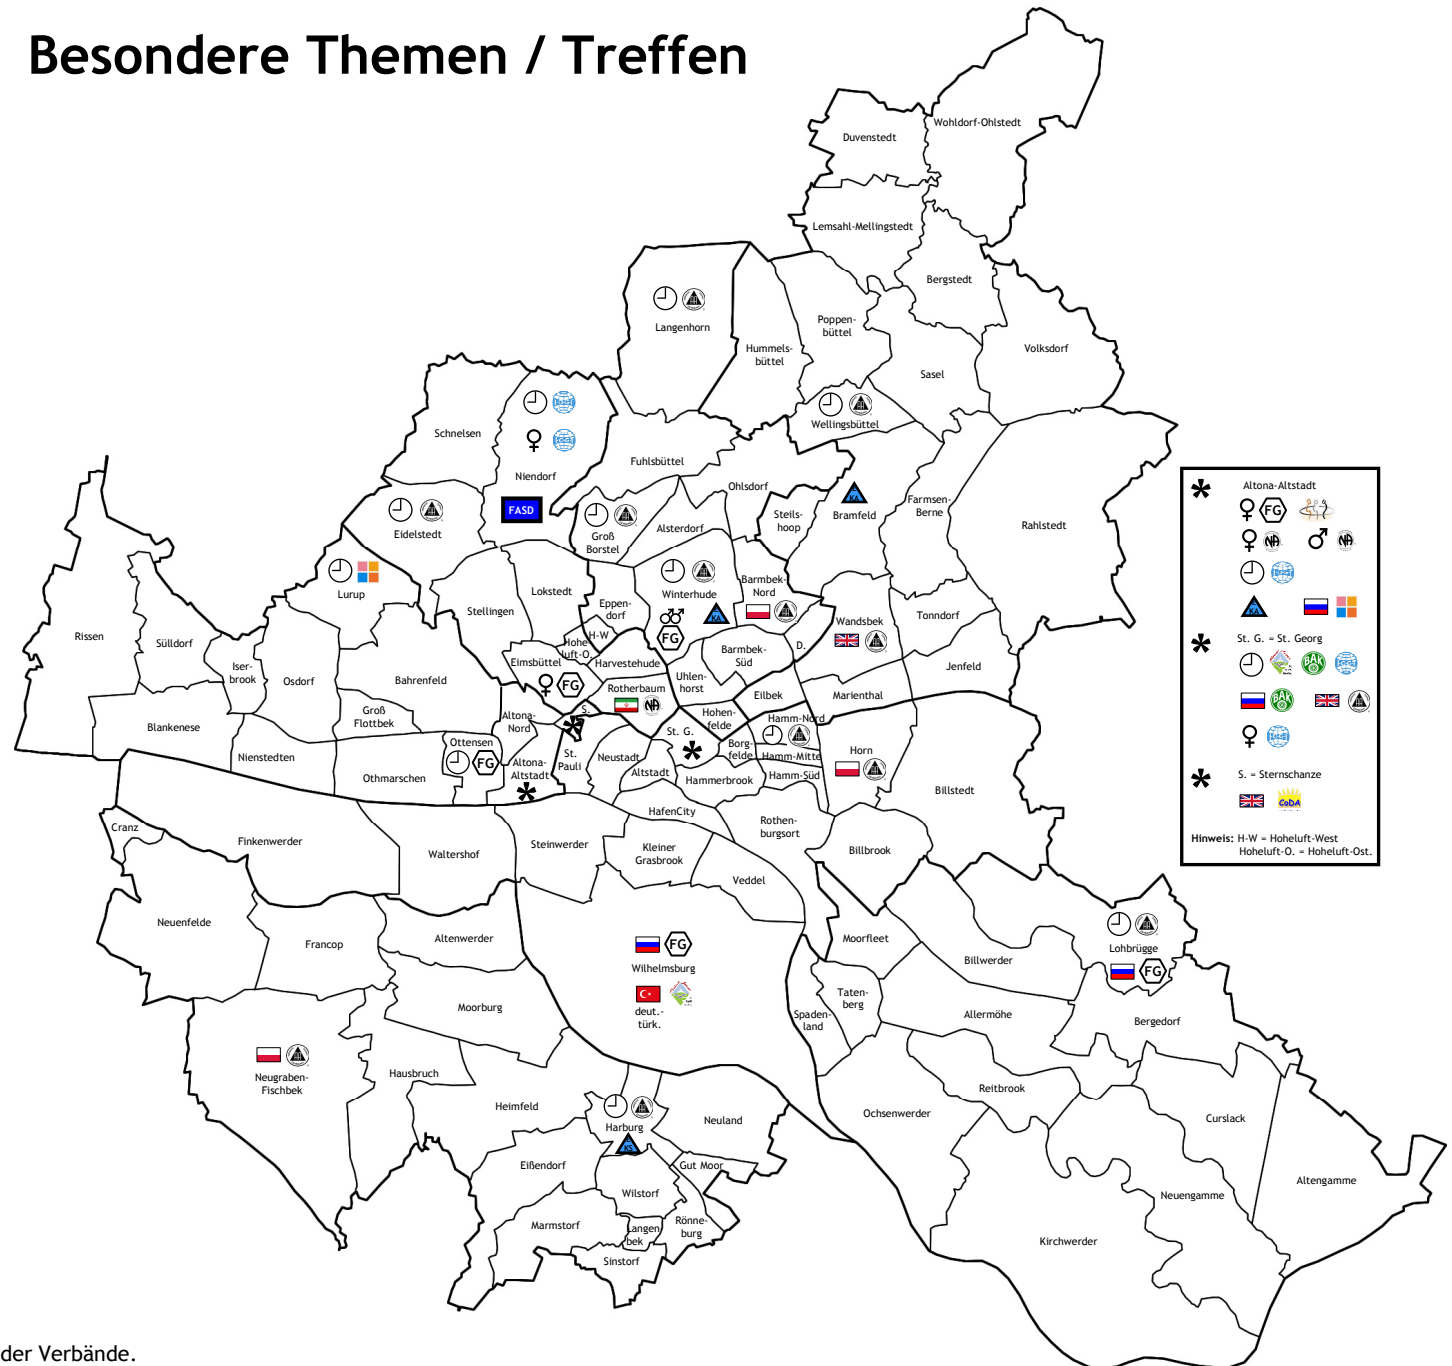 Besondere Themen / Treffen
Wohldorf-Ohlstedt
Duvenstedt
Lemsahl-Mellingstedt
Bergstedt
Poppen-
büttel
Langenhorn
Hummels-
büttel
Volksdorf
Sasel
Wellingsbüttel
Schnelsen
Niendorf
FASD
Fuhlsbüttel
Ohlsdorf
Eidelstedt
Groß
Borstel
Alsterdorf
Steils-
hoop
KA
Bramfeld
Farmsen-
Berne
Rahlstedt
Lurup
Stellingen
Lokstedt
Eppen-
dorf
Winterhude
KA
FG
Barmbek-
Nord
Wandsbek
Tonndorf
Rissen
Sülldorf
Iser-
brook
Osdorf
Bahrenfeld
H-W
Hohe-
luft-O.
Eimsbüttel
FG
Harvestehude
Barmbek-
Süd
D.
Jenfeld
Rotherbaum
NA
Uhlen-
horst
Eilbek
Marienthal
Groß
Flottbek
Blankenese
Nienstedten
Othmarschen
Ottensen
FG
Altona-
Nord
Altona-
Altstadt
S.
St.
Pauli
Neustadt
Altstadt
St. G.
Hohen-
felde
Borg-
felde
Hamm-Nord
Hamm-Mitte
Hamm-Süd
Hammerbrook
Horn
Billstedt
HafenCity
Rothen-
burgsort
Billbrook
Cranz
Finkenwerder
Waltershof
Steinwerder
Kleiner
Grasbrook
Veddel
Neuenfelde
Francop
Altenwerder
Moorburg
FG
Wilhelmsburg
deut.-
türk.
Moorfleet
Billwerder
Lohbrügge
FG
Taten-
berg
Spaden-
land
Allermöhe
Bergedorf
Neugraben-
Fischbek
Hausbruch
Heimfeld
Harburg
KS
Neuland
Ochsenwerder
Reitbrook
Curslack
Eißendorf
Gut Moor
Wilstorf
Marmstorf
Langen
bek
Rönne-
burg
Sinstorf
Neuengamme
Altengamme
Kirchwerder
Altona-Altstadt
FG
NA
NA
KA
St. G. = St. Georg
BAK
BAK
S. = Sternschanze
CoDA
Hinweis: H-W = Hoheluft-West
Hoheluft-O. = Hoheluft-Ost.
der Verbände.